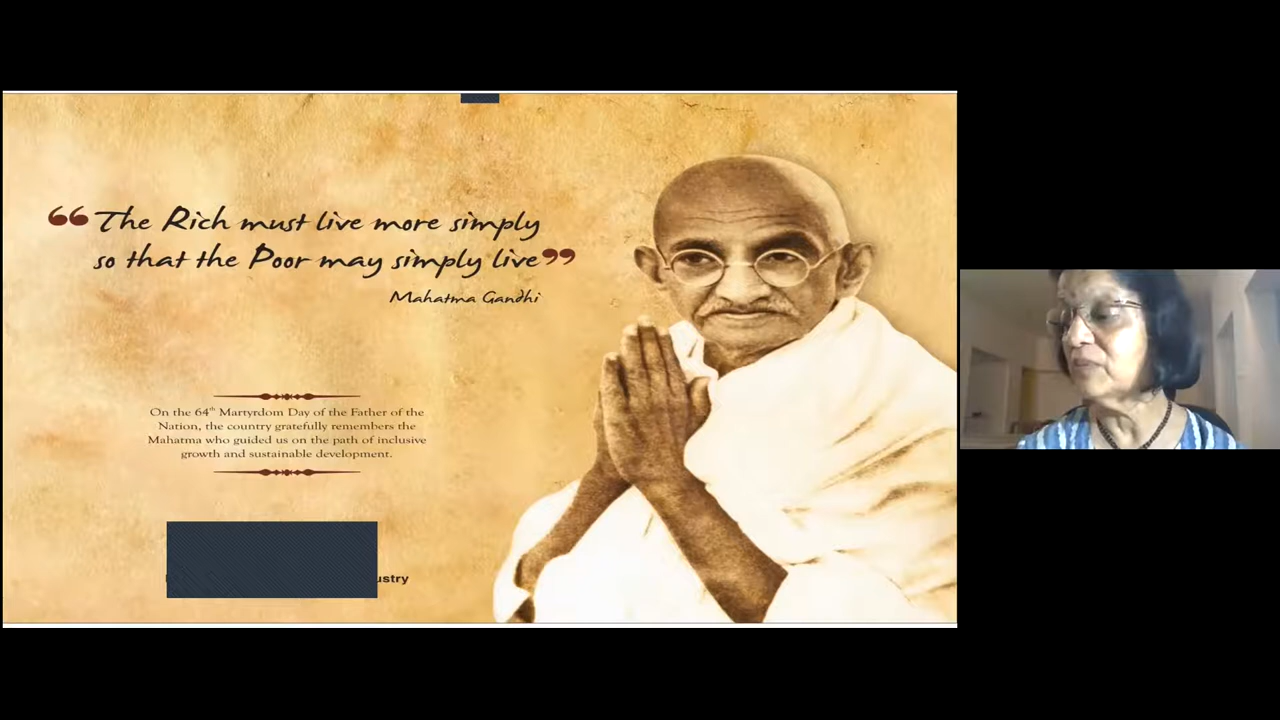 “The Rich must live more simply
so that the Poor may simply live”
Mahatma Gandhi
On the 64th Martyrdom Day of the Father of the
Nation, the country gratefully remembers the
Mahatma who guided us on the path of inclusive
growth and sustainable development.
ustry